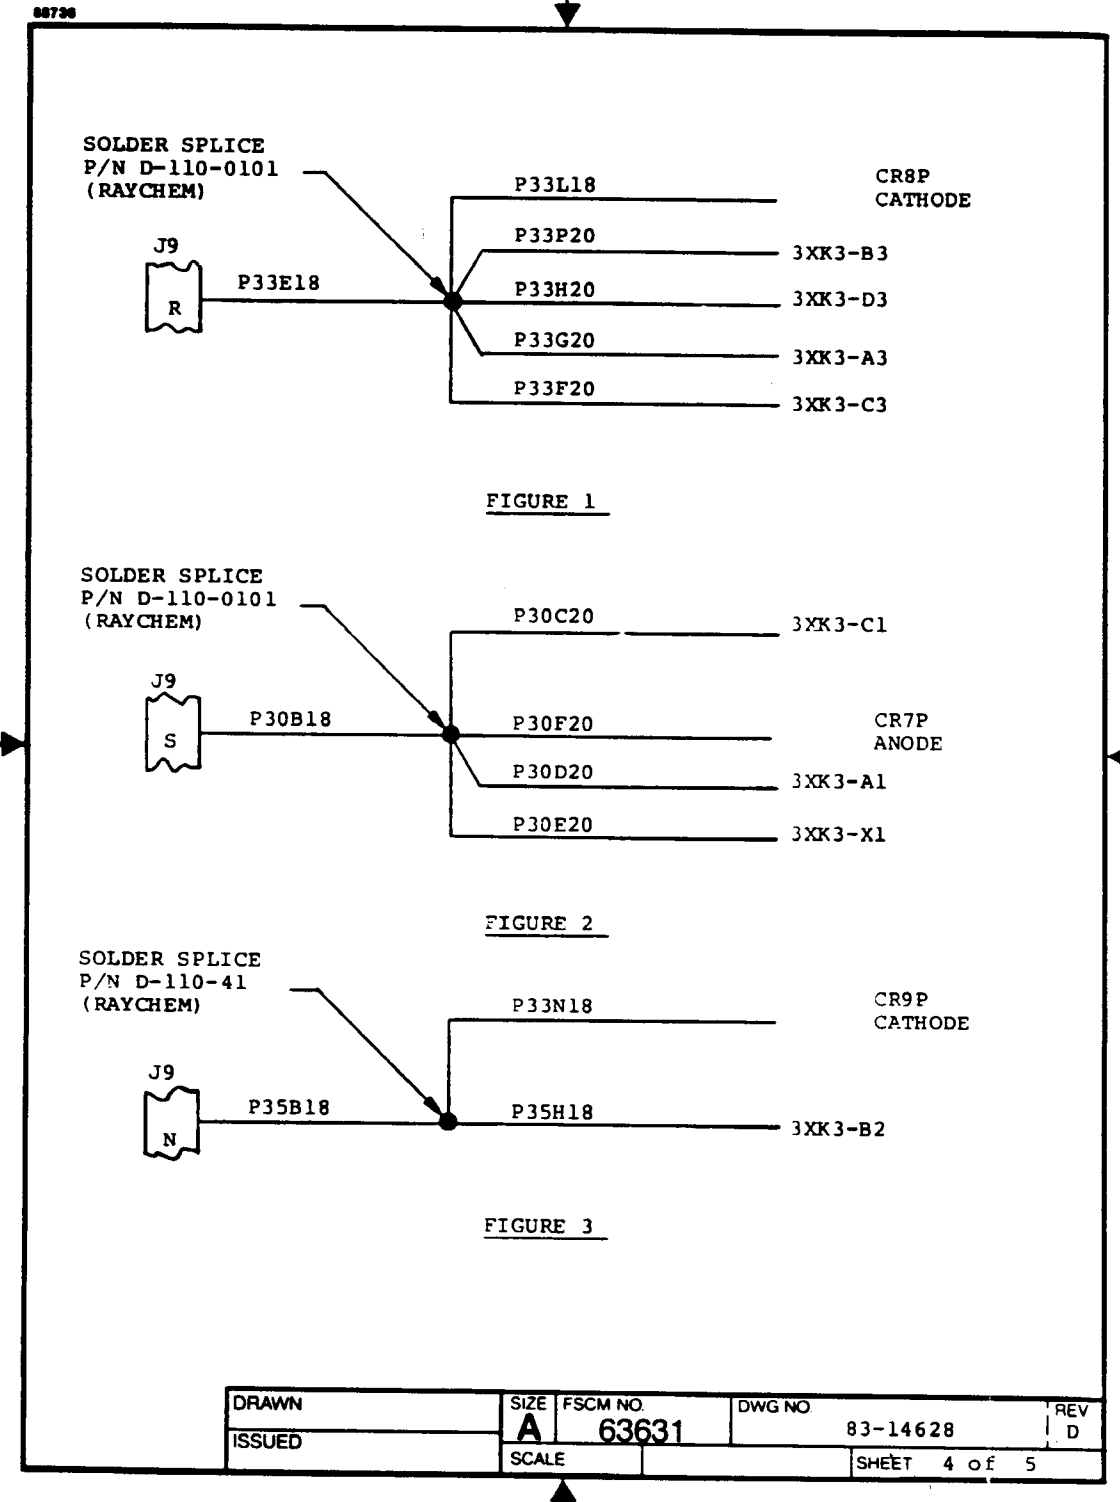 88736
SOLDER SPLICE
P/N D-110-0101
(RAYCHEM)
J9
R
P33E18
P33L18
CR8P
CATHODE
P33P20
3XK3-B3
P33H20
3XK3-D3
P33G20
3XK3-A3
P33F20
3XK3-C3
FIGURE 1
SOLDER SPLICE
P/N D-110-0101
(RAYCHEM)
J9
S
P30B18
P30C20
3XK3-C1
P30F20
CR7P
ANODE
P30D20
3XK3-A1
P30E20
3XK3-X1
FIGURE 2
SOLDER SPLICE
P/N D-110-41
(RAYCHEM)
J9
N
P35B18
P33N18
CR9P
CATHODE
P35H18
3XK3-B2
FIGURE 3
DRAWN
ISSUED
SIZE
A
FSCM NO.
63631
DWG NO
83-14628
REV
D
SCALE
SHEET 4 of 5